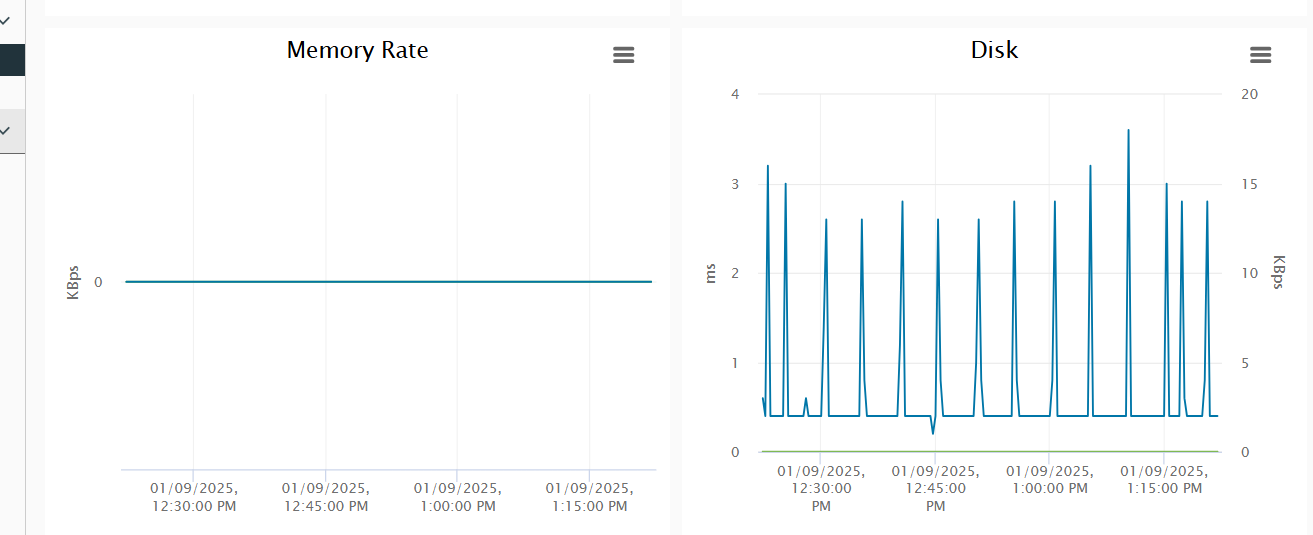 Memory Rate
KBps
0
01/09/2025,
12:30:00 PM
01/09/2025,
12:45:00 PM
01/09/2025,
1:00:00 PM
01/09/2025,
1:15:00 PM
Disk
ms
4
3
2
1
0
20
15
10
5
0
KBps
01/09/2025,
12:30:00
PM
01/09/2025,
12:45:00
PM
01/09/2025,
1:00:00 PM
01/09/2025,
1:15:00 PM